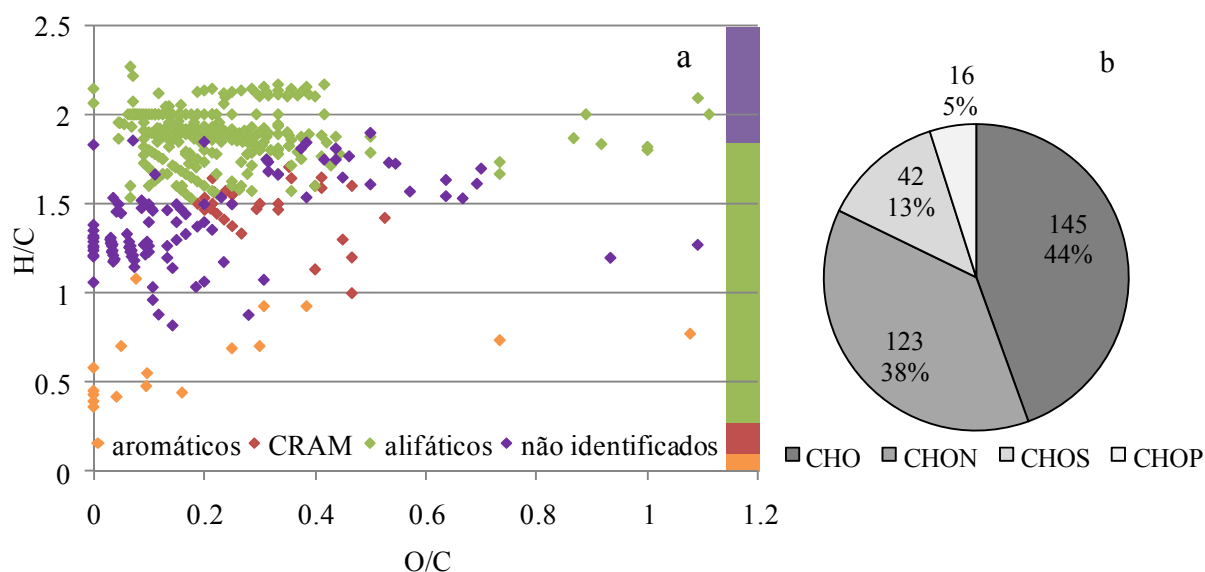 a
2.5
2
1.5
1
0.5
0
H/C
0 0.2 0.4 0.6 0.8 1 1.2
O/C
aromáticos CRAM alifáticos não identificados
b
16
5%
42
13%
145
44%
123
38%
CHO CHON CHOS CHOP